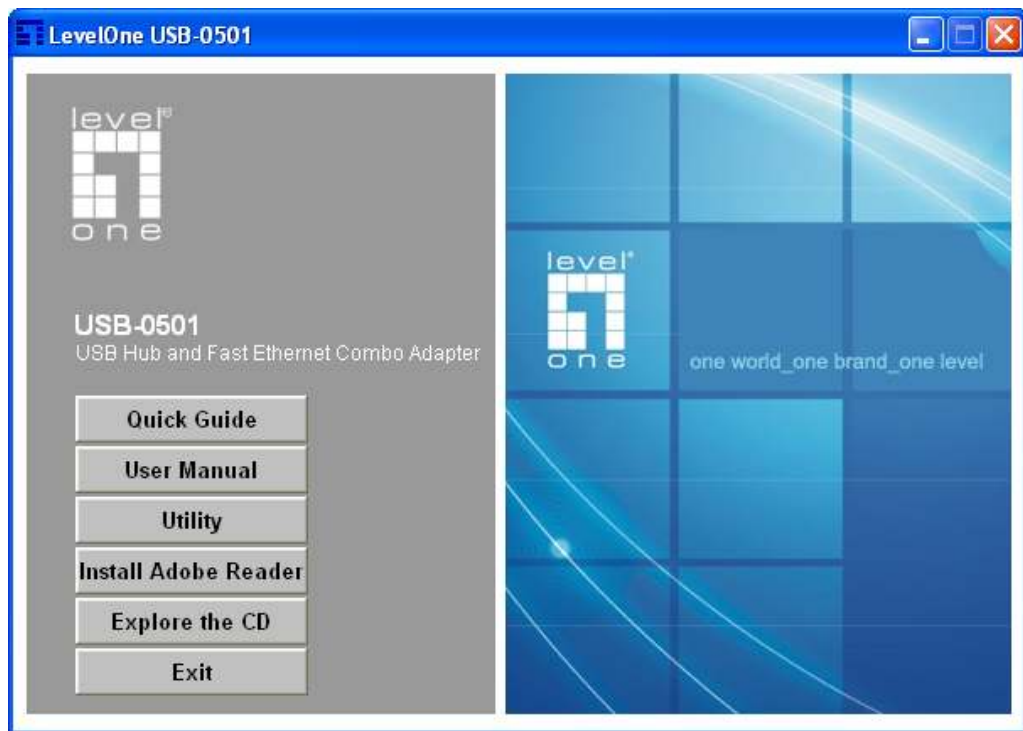 LevelOne USB-0501
level®
one
USB-0501
USB Hub and Fast Ethernet Combo Adapter
Quick Guide
User Manual
Utility
Install Adobe Reader
Explore the CD
Exit
level®
one
one world_one brand_one level